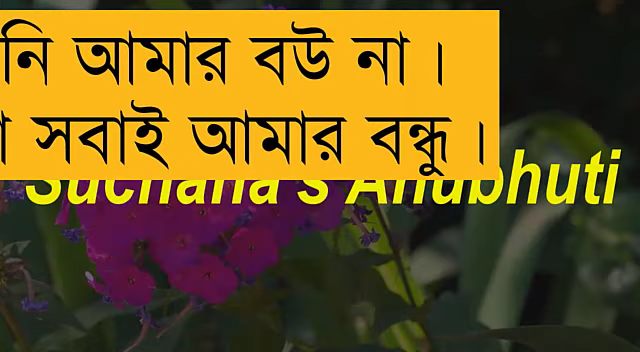 নি আমার বউ না।
সবাই আমার বন্ধু।
Suchana's Anubhuti